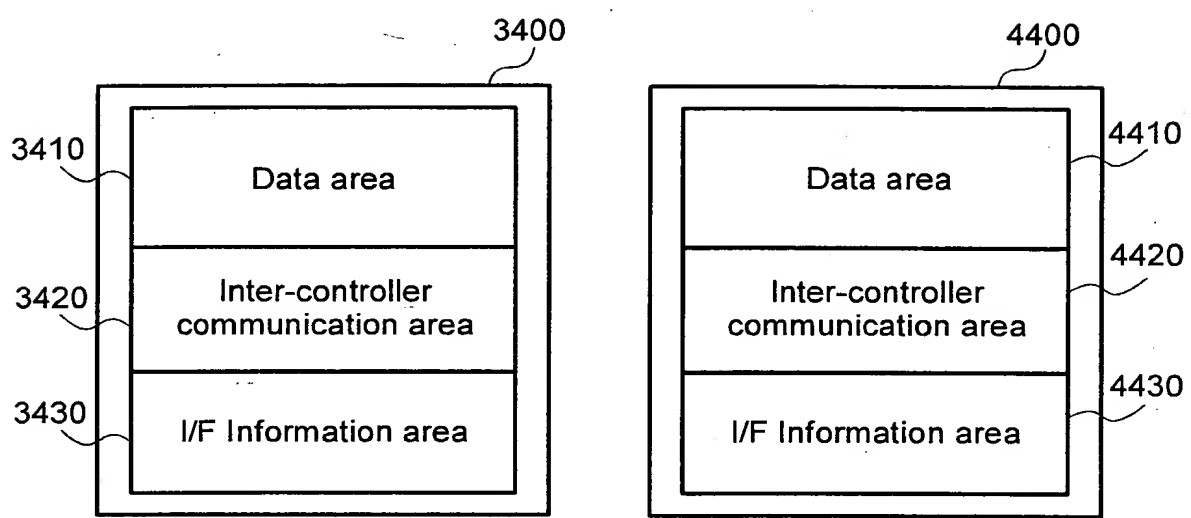 3400
3410
Data area
3420
Inter-controller
communication area
3430
I/F Information area
4400
4410
Data area
4420
Inter-controller
communication area
4430
I/F Information area